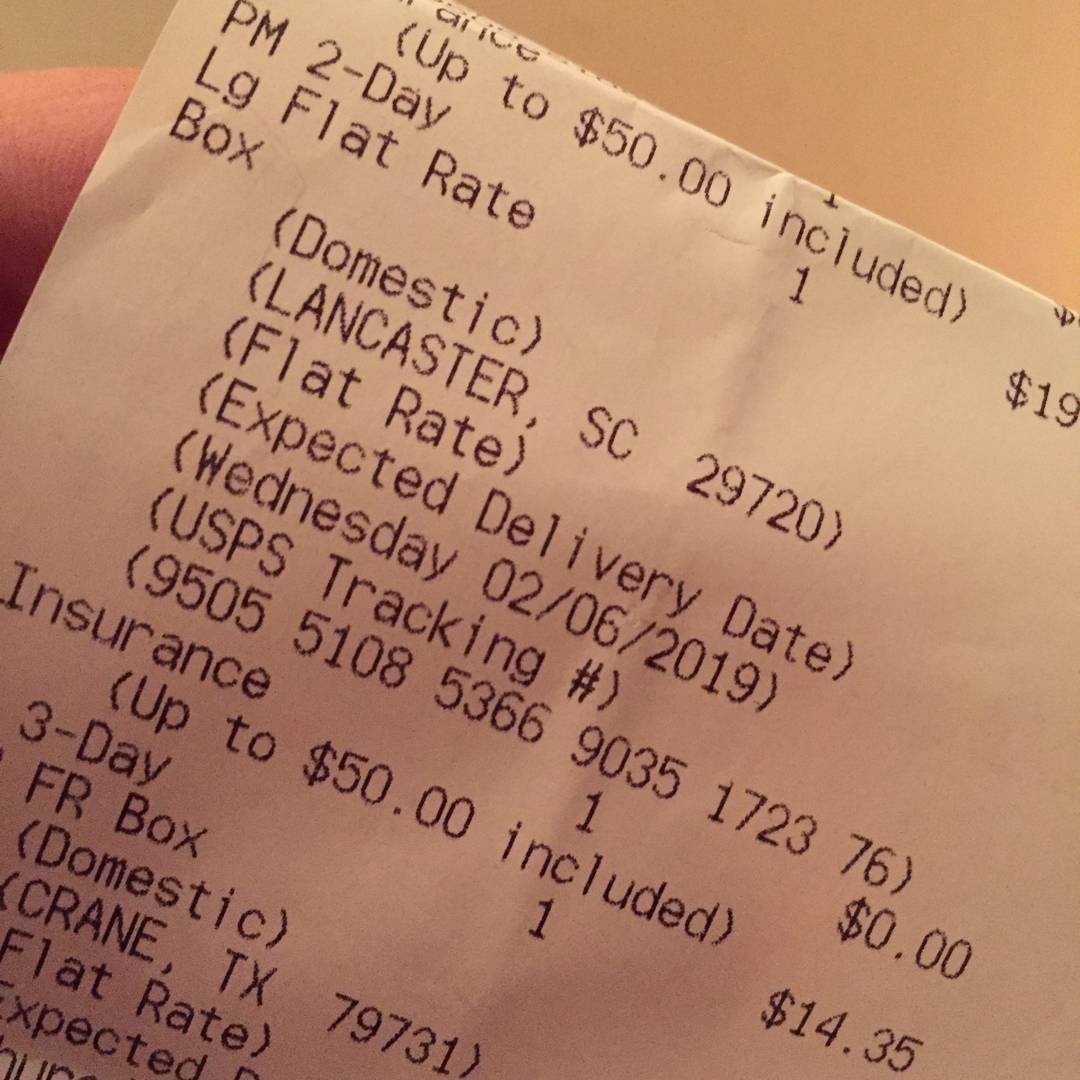 (Up to $50.00 included)
PM 2-Day 1
Lg Flat Rate $19
Box
(Domestic)
(LANCASTER, SC 29720)
(Flat Rate)
(Expected Delivery Date)
(Wednesday 02/06/2019)
(USPS Tracking #)
(9505 5108 5366 9035 1723 76)
Insurance 1 $0.00
(Up to $50.00 included)
3-Day 1 $14.35
FR Box
(Domestic)
(CRANE, TX 79731)
Flat Rate)
Expected